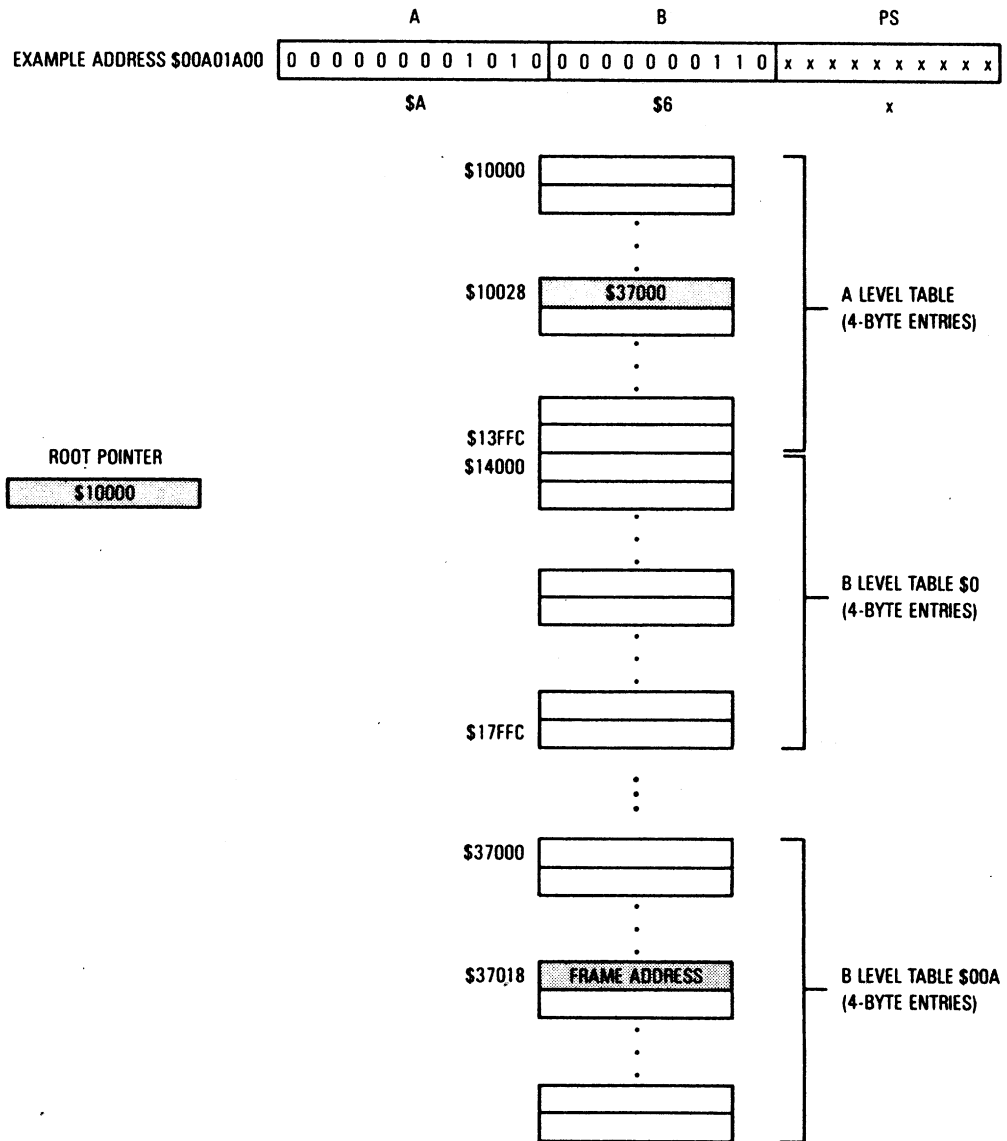 A B PS
EXAMPLE ADDRESS $00A01A00 0 0 0 0 0 0 0 0 1 0 1 0 0 0 0 0 0 0 0 1 1 0 x x x x x x x x x x
$A $6 x
$10000
$10028 $37000
A LEVEL TABLE
(4-BYTE ENTRIES)
$13FFC
ROOT POINTER
$14000
$10000
B LEVEL TABLE $0
(4-BYTE ENTRIES)
$17FFC
$37000
$37018 FRAME ADDRESS
B LEVEL TABLE $00A
(4-BYTE ENTRIES)